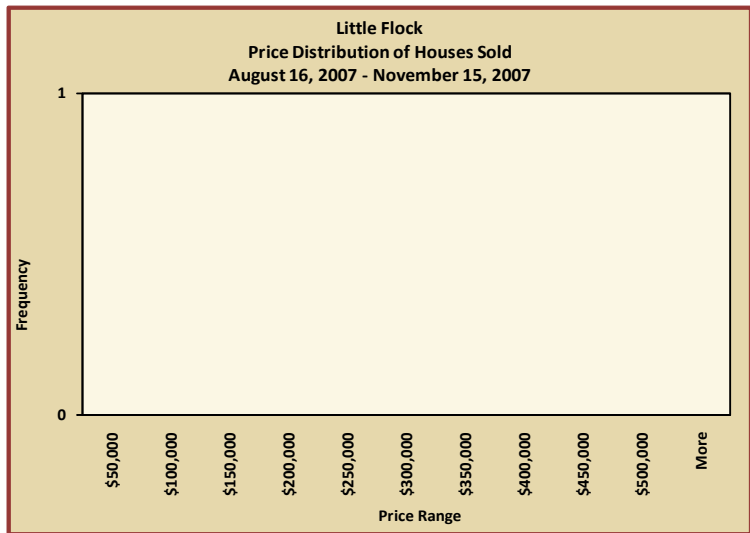 Little Flock
Price Distribution of Houses Sold
August 16, 2007 - November 15, 2007
1
Frequency
0
$50,000
$100,000
$150,000
$200,000
$250,000
$300,000
$350,000
$400,000
$450,000
$500,000
More
Price Range